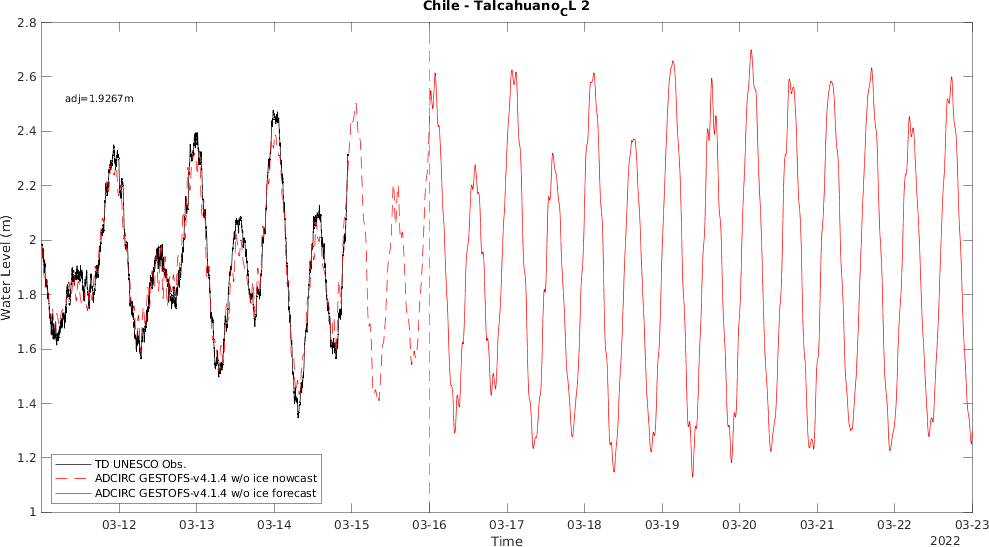 Chile - TalcahuanoCL 2
adj=1.9267m
2.8
2.6
2.4
2.2
2
1.8
1.6
1.4
1.2
1
Water Level (m)
TD UNESCO Obs.
ADCIRC GESTOFS-v4.1.4 w/o ice nowcast
ADCIRC GESTOFS-v4.1.4 w/o ice forecast
03-12 03-13 03-14 03-15 03-16 03-17 03-18 03-19 03-20 03-21 03-22 03-23
Time
2022